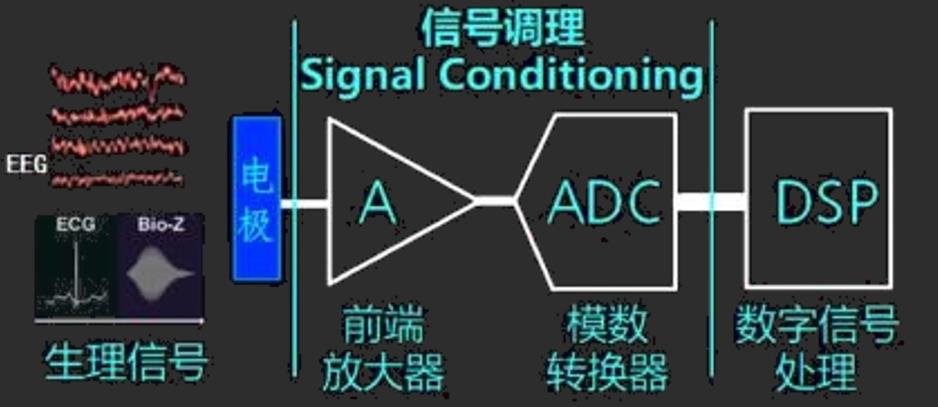 信号调理
Signal Conditioning
EEG
ECG
Bio-Z
生理信号
电极
A
前端
放大器
ADC
模数
转换器
DSP
数字信号
处理